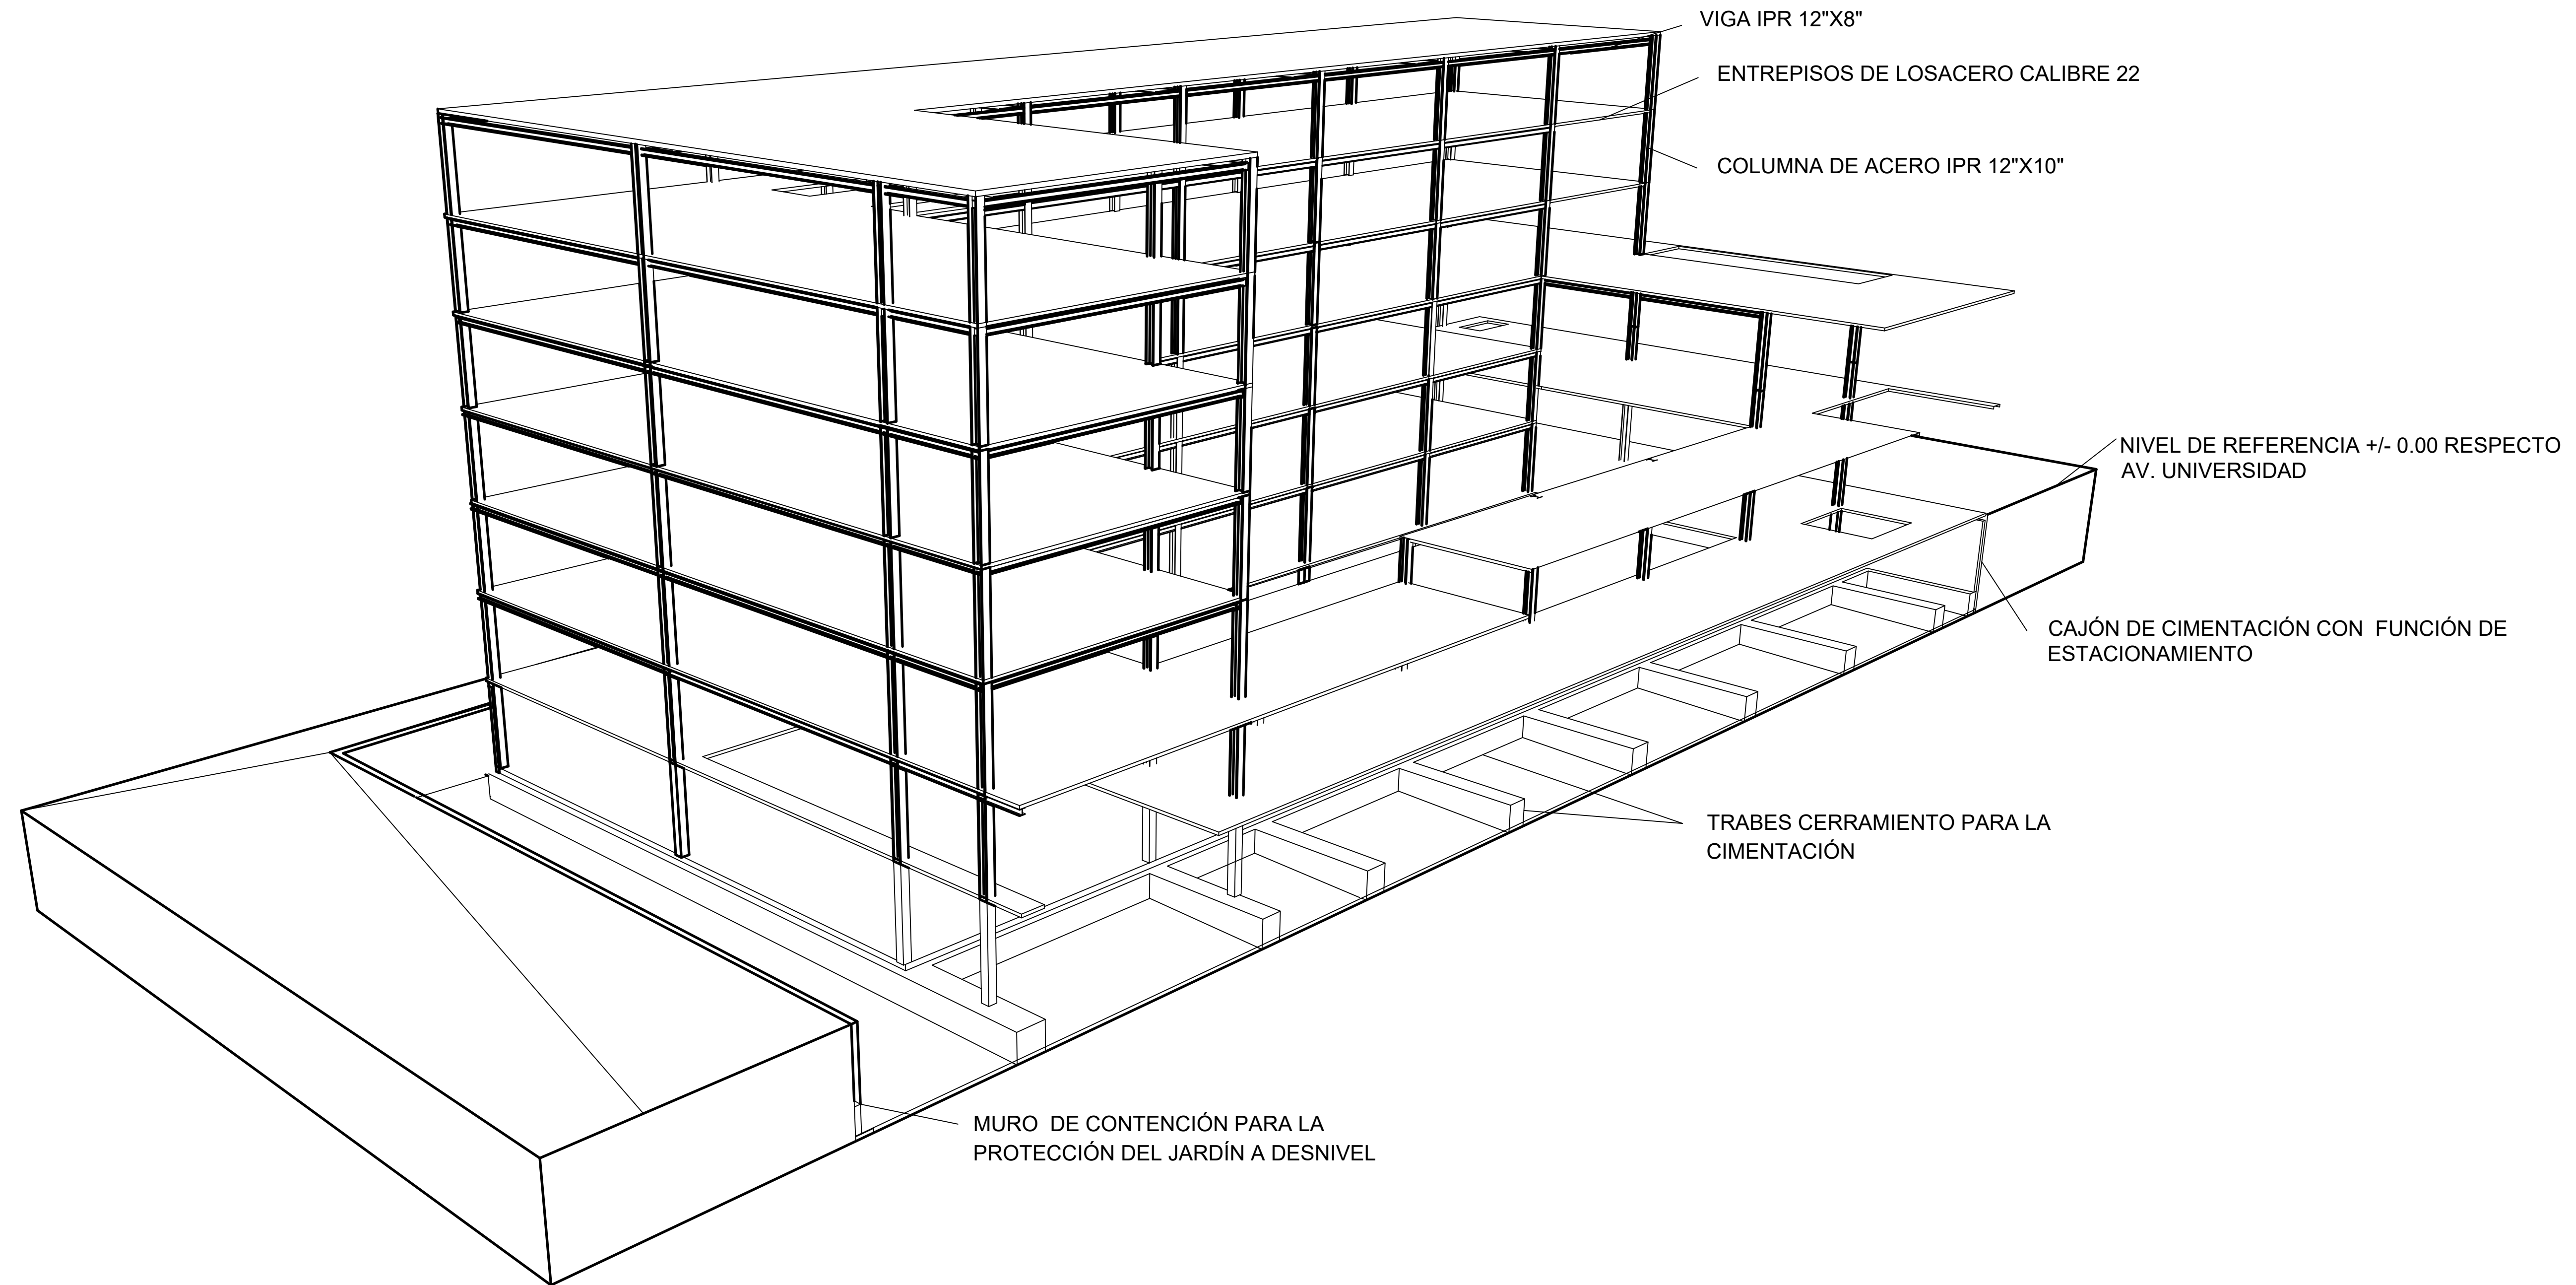 VIGA IPR 12"X8"
ENTREPISOS DE LOSACERO CALIBRE 22
COLUMNA DE ACERO IPR 12"X10"
NIVEL DE REFERENCIA +/- 0.00 RESPECTO
AV. UNIVERSIDAD
CAJÓN DE CIMENTACIÓN CON FUNCIÓN DE
ESTACIONAMIENTO
TRABES CERRAMIENTO PARA LA
CIMENTACIÓN
MURO DE CONTENCIÓN PARA LA
PROTECCIÓN DEL JARDÍN A DESNIVEL